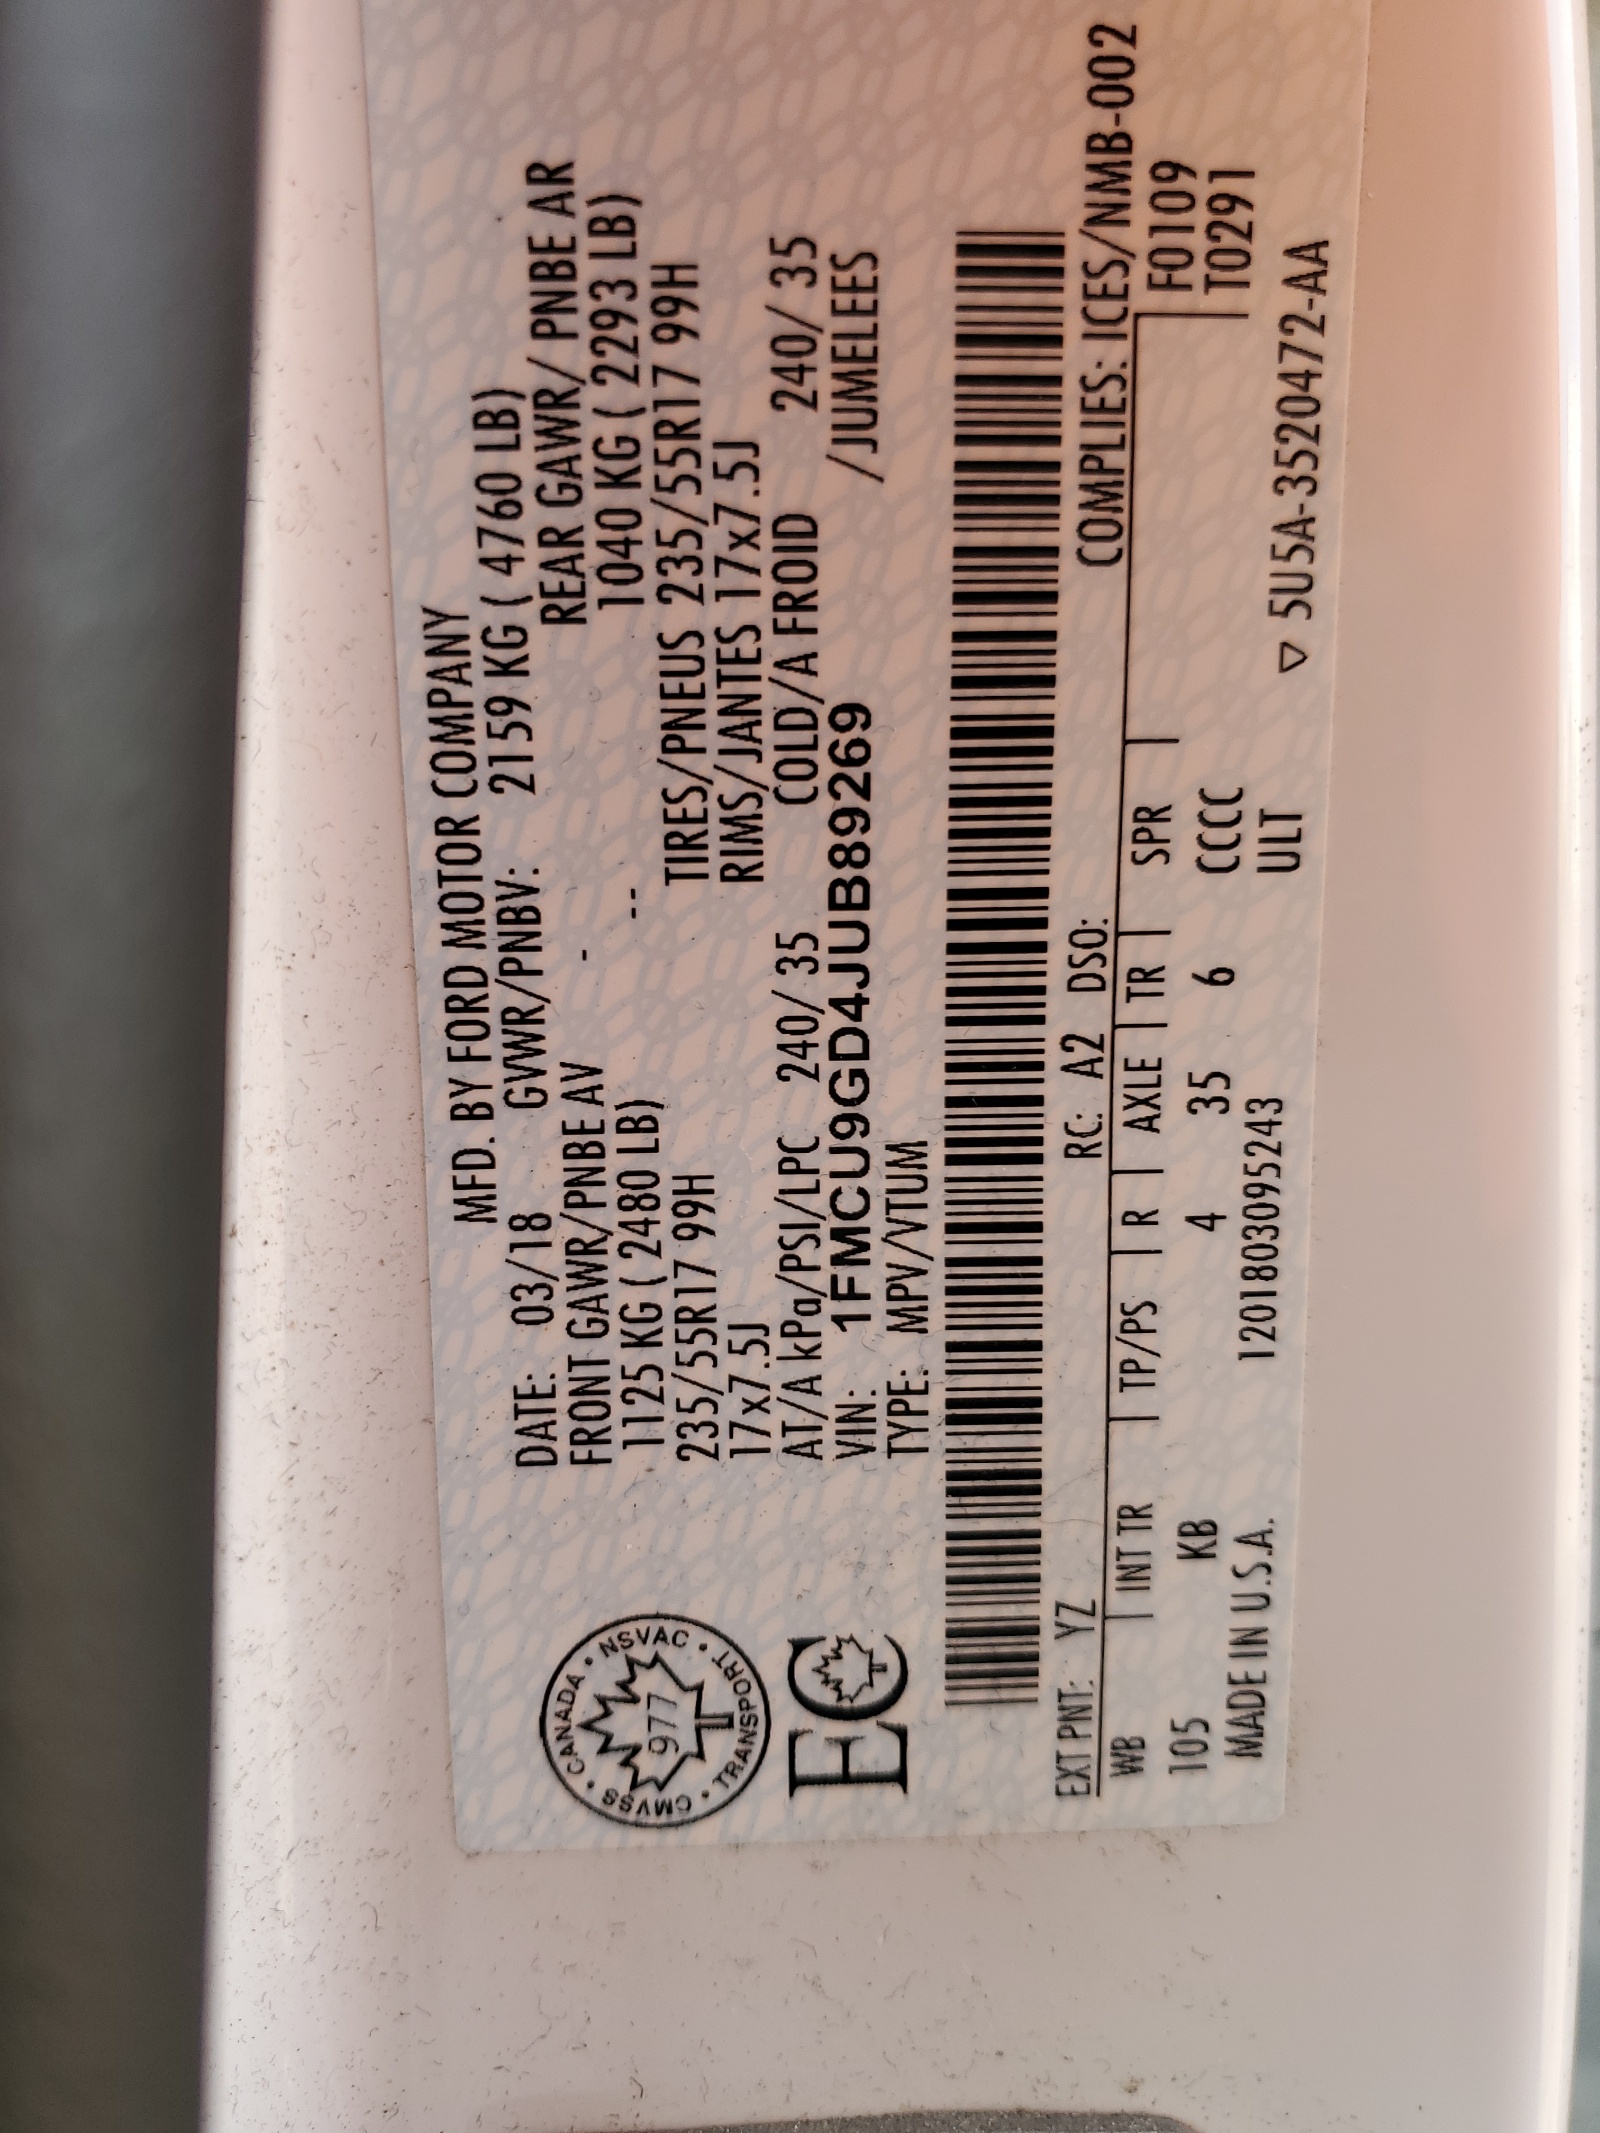 MFD. BY FORD MOTOR COMPANY
DATE: 03/18 GVWR/PNBV: 2159 KG ( 4760 LB)
FRONT GAWR/PNBE AV - REAR GAWR/ PNBE AR
1125 KG ( 2480 LB) -- 1040 KG ( 2293 LB)
235/55R17 99H TIRES/PNEUS 235/55R17 99H
17x7.5J RIMS/JANTES 17x7.5J
AT/A kPa/PSI/LPC 240/ 35 COLD/A FROID 240/ 35
VIN: 1FMCU9GD4JUB89269 /JUMELEES
TYPE: MPV/VTUM
CANADA • NSVAC • TRANSPORT • CMVSS •
977
EC
EXT PNT: YZ RC: A2 DSO: COMPLIES: ICES/NMB-002
WB | INT TR | TP/PS | R | AXLE | TR | SPR | F0109
105 KB 4 35 6 CCCC T0291
MADE IN U.S.A. 1201803095243 ULT
▽ 5U5A-3520472-AA